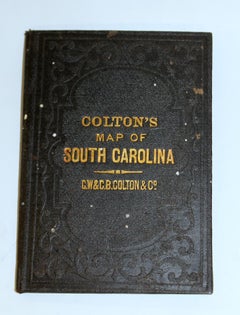 COLTON'S
MAP OF
SOUTH CAROLINA
G.W.&C.B.COLTON & Cº